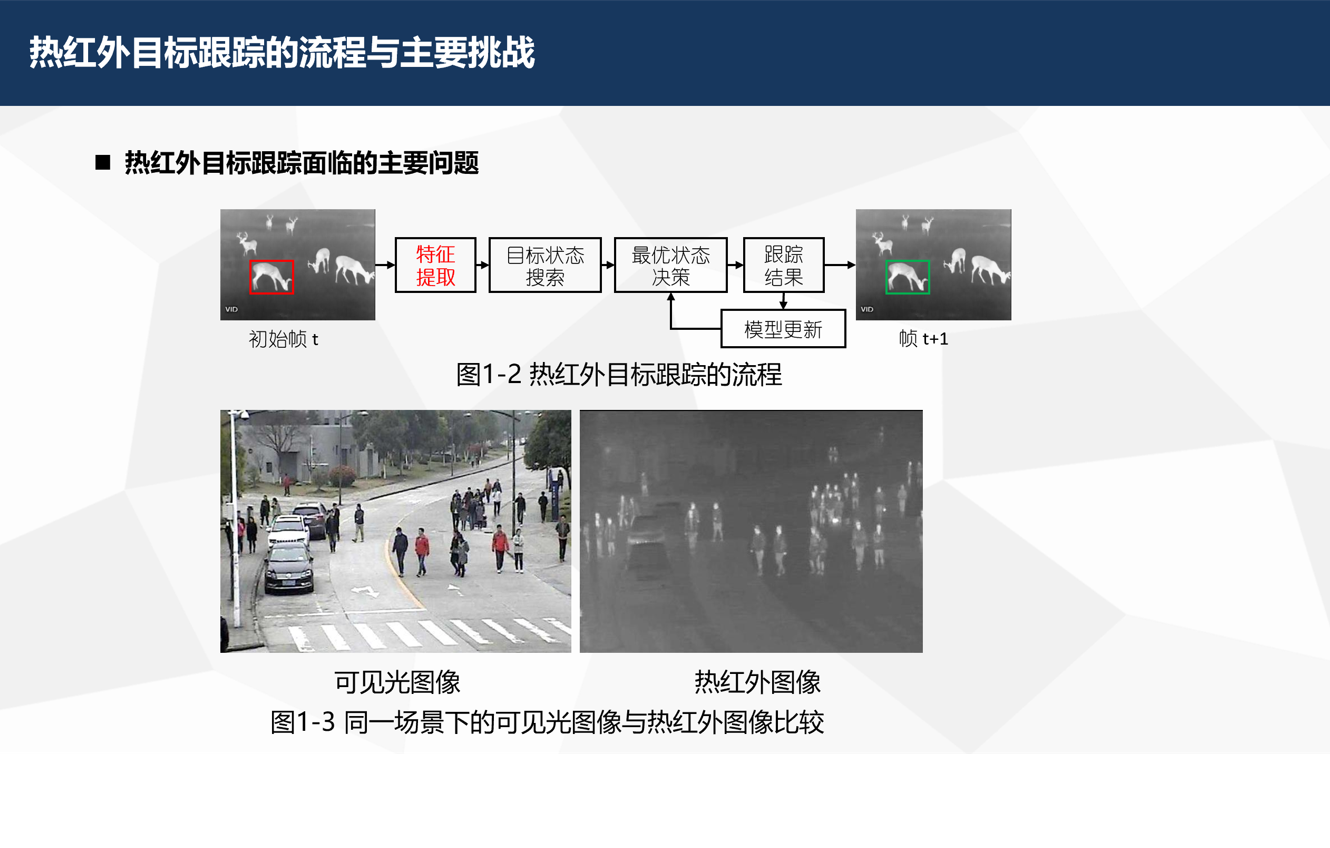 热红外目标跟踪的流程与主要挑战
■ 热红外目标跟踪面临的主要问题
特征
提取
目标状态
搜索
最优状态
决策
跟踪
结果
模型更新
VID
VID
初始帧 t
帧 t+1
图1-2 热红外目标跟踪的流程
可见光图像
热红外图像
图1-3 同一场景下的可见光图像与热红外图像比较